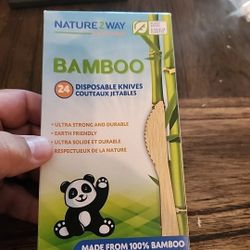 NATURE2WAY
BAMBOO
24 DISPOSABLE KNIVES
COUTEAUX JETABLES
• ULTRA STRONG AND DURABLE
• EARTH FRIENDLY
• ULTRA SOLIDE ET DURABLE
• RESPECTUEUX DE LA NATURE
MADE FROM 100% BAMBOO